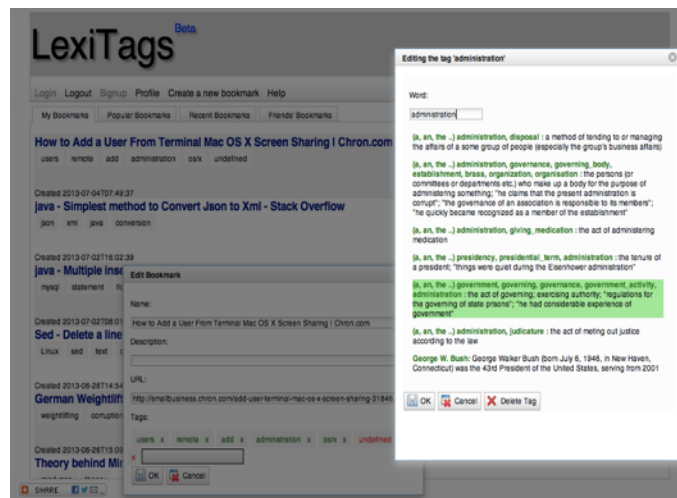 LexiTags Beta
Login Logout Signup Profile Create a new bookmark Help
My Bookmarks Popular Bookmarks Recent Bookmarks Friends' Bookmarks
How to Add a User From Terminal Mac OS X Screen Sharing | Chron.com
users remote add administration osix undefined
Created 2013-07-04T07:49:37
java - Simplest method to Convert Json to Xml - Stack Overflow
json xml java conversion
Created 2013-07-02T16:02:39
java - Multiple inse
mysql statement
Created 2013-07-02T08:01
Sed - Delete a line
Linux sed text
Created 2013-06-28T14:54
German Weightlift
weightlifting corruption
Created 2013-06-26T15:03
Theory behind Mir
SHARE
Edit Bookmark
Name:
How to Add a User From Terminal Mac OS X Screen Sharing | Chron.com
Description:
URL:
http://smallbusiness.chron.com/add-user-terminal-mac-os-x-screen-sharing-31846.
Tags:
users x remote x add x administration x osix x undefined
x
OK Cancel
Editing the tag 'administration'
Word:
administration
(a, an, the ..) administration, disposal : a method of tending to or managing
the affairs of a some group of people (especially the group's business affairs)
(a, an, the ..) administration, governance, governing_body,
establishment, brass, organization, organisation : the persons (or
committees or departments etc.) who make up a body for the purpose of
administering something; "he claims that the present administration is
corrupt"; "the governance of an association is responsible to its members";
"he quickly became recognized as a member of the establishment"
(a, an, the ..) administration, giving_medication : the act of administering
medication
(a, an, the ..) presidency, presidential_term, administration : the tenure of
a president; "things were quiet during the Eisenhower administration"
(a, an, the ..) government, governing, governance, government_activity,
administration : the act of governing; exercising authority; "regulations for
the governing of state prisons"; "he had considerable experience of
government"
(a, an, the ..) administration, judicature : the act of meting out justice
according to the law
George W. Bush: George Walker Bush (born July 6, 1946, in New Haven,
Connecticut) was the 43rd President of the United States, serving from 2001
OK Cancel Delete Tag